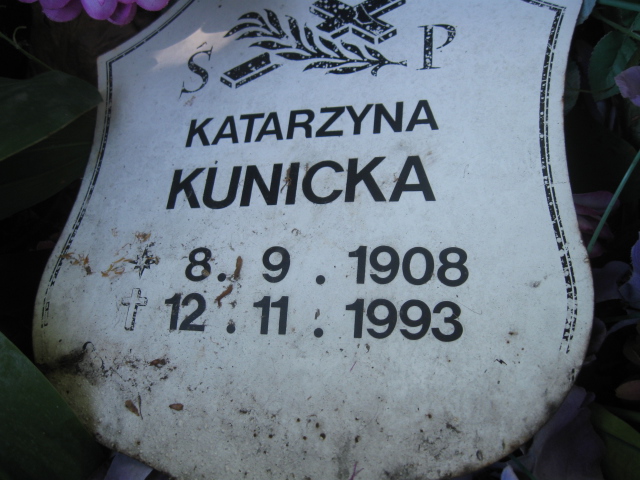 Ś P
KATARZYNA
KUNICKA
8. 9. 1908
12. 11. 1993